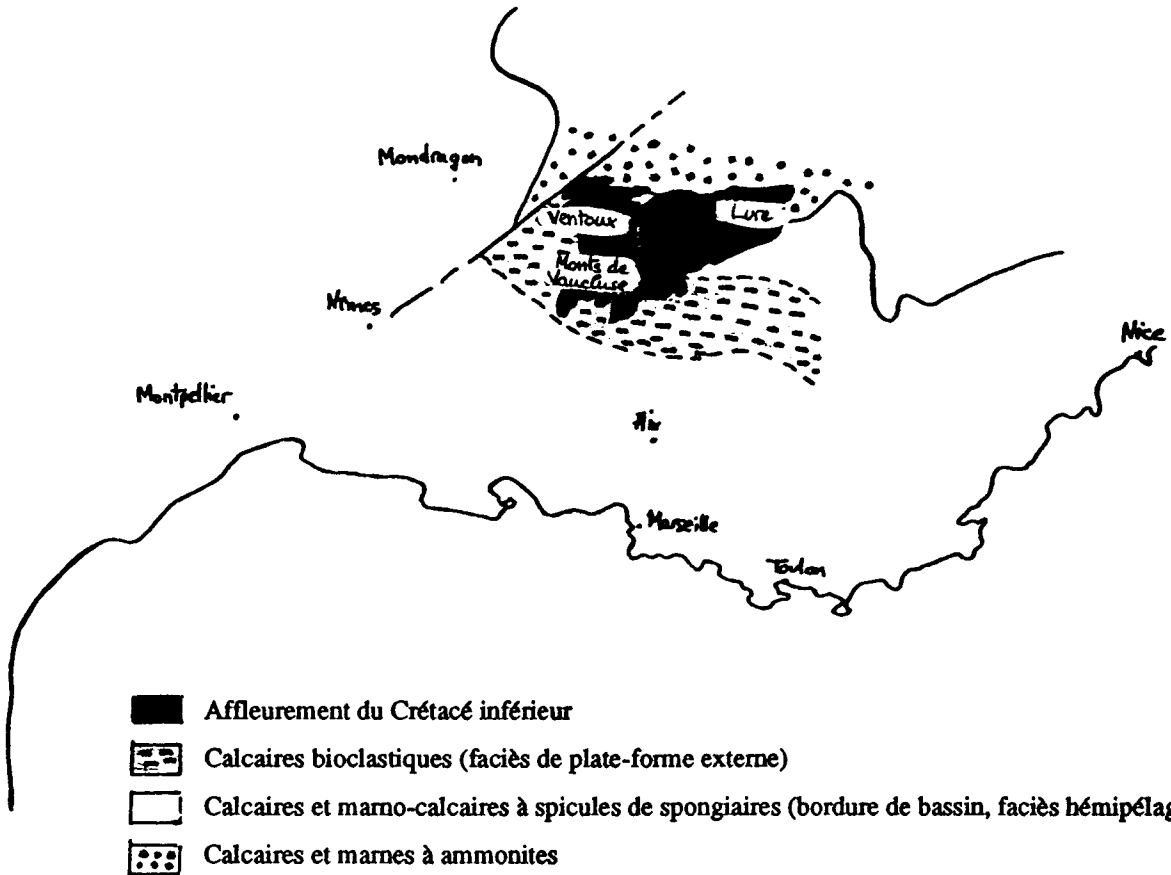 Mondragon
Ventoux
Lure
Monts de
Vaucluse
Nimes
Nice
Montpellier
Aix
Marseille
Toulon
Affleurement du Crétacé inférieur
Calcaires bioclastiques (faciès de plate-forme externe)
Calcaires et marno-calcaires à spicules de spongiaires (bordure de bassin, faciès hémipélag
Calcaires et marnes à ammonites